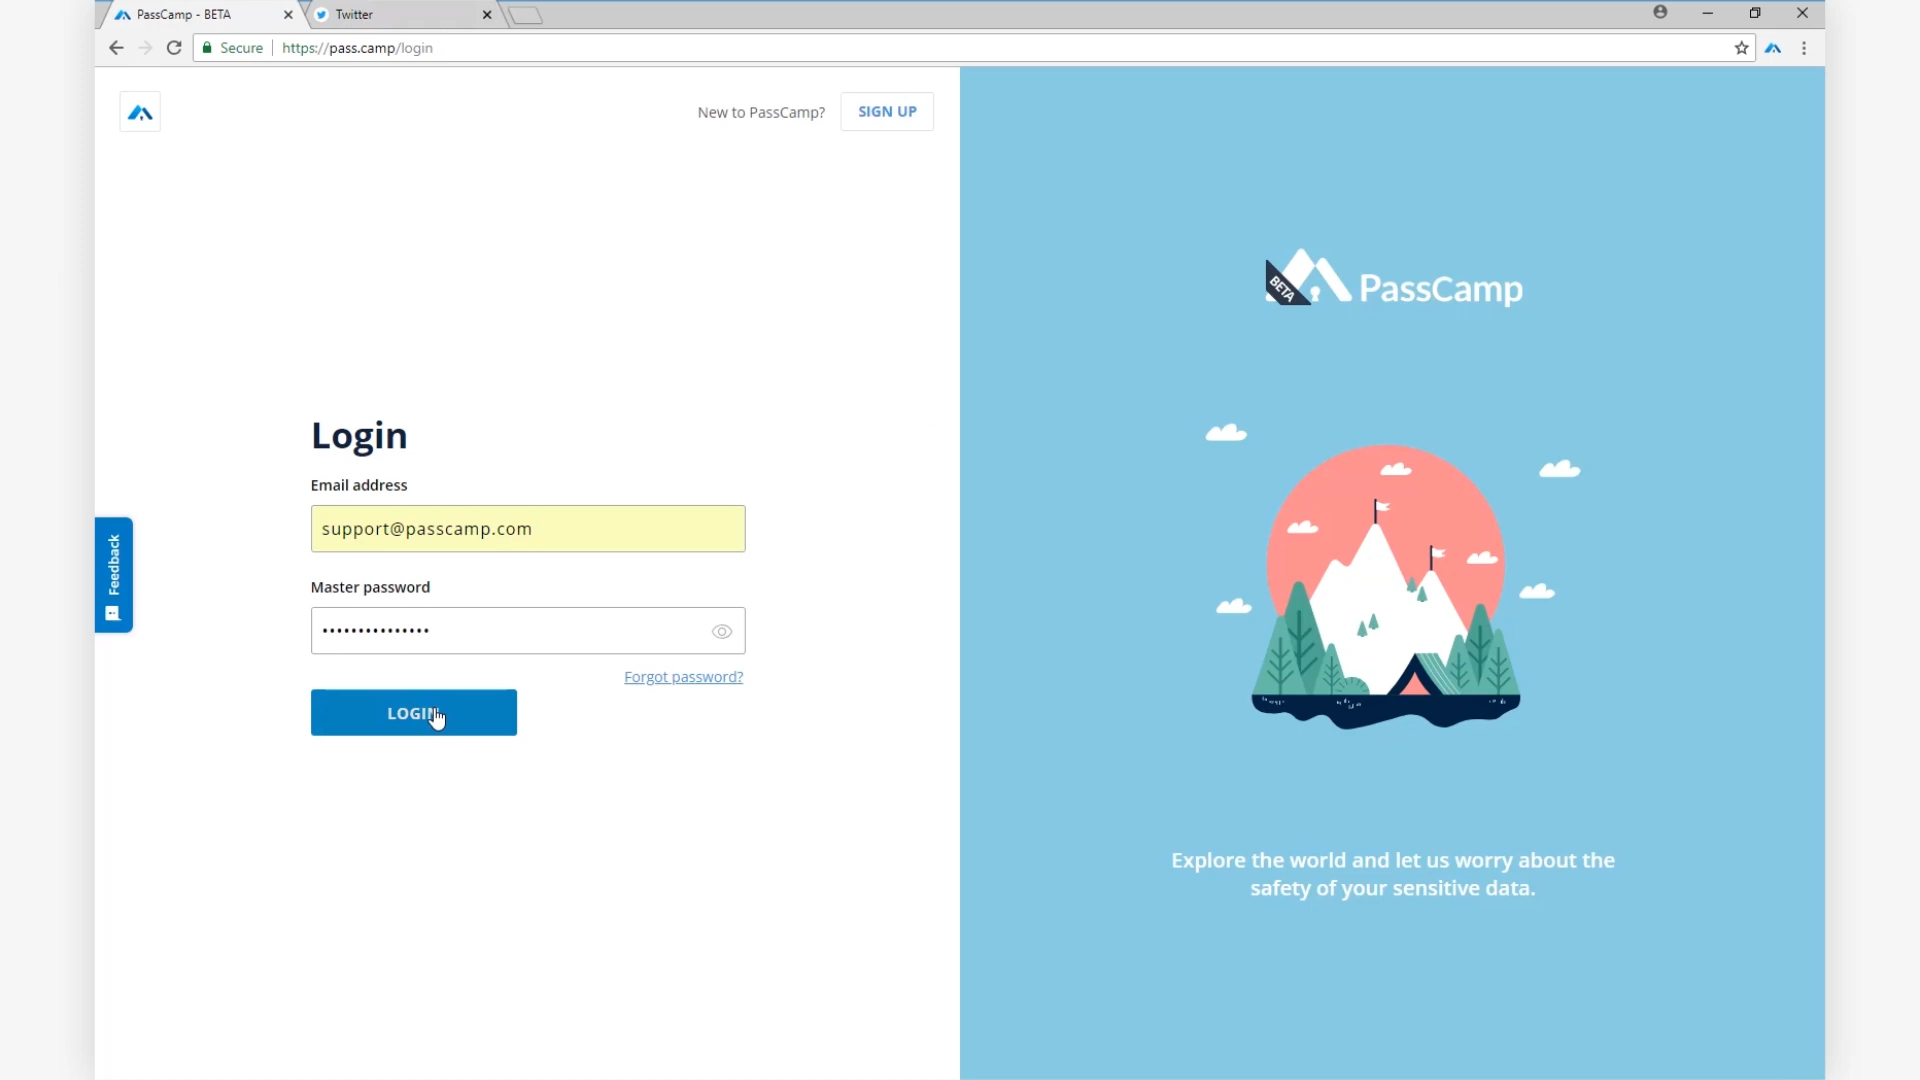 PassCamp - BETA
Twitter
Secure
https://pass.camp/login
New to PassCamp?
SIGN UP
BETA
PassCamp
Login
Email address
support@passcamp.com
Feedback
Master password
Forgot password?
LOGIN
Explore the world and let us worry about the
safety of your sensitive data.